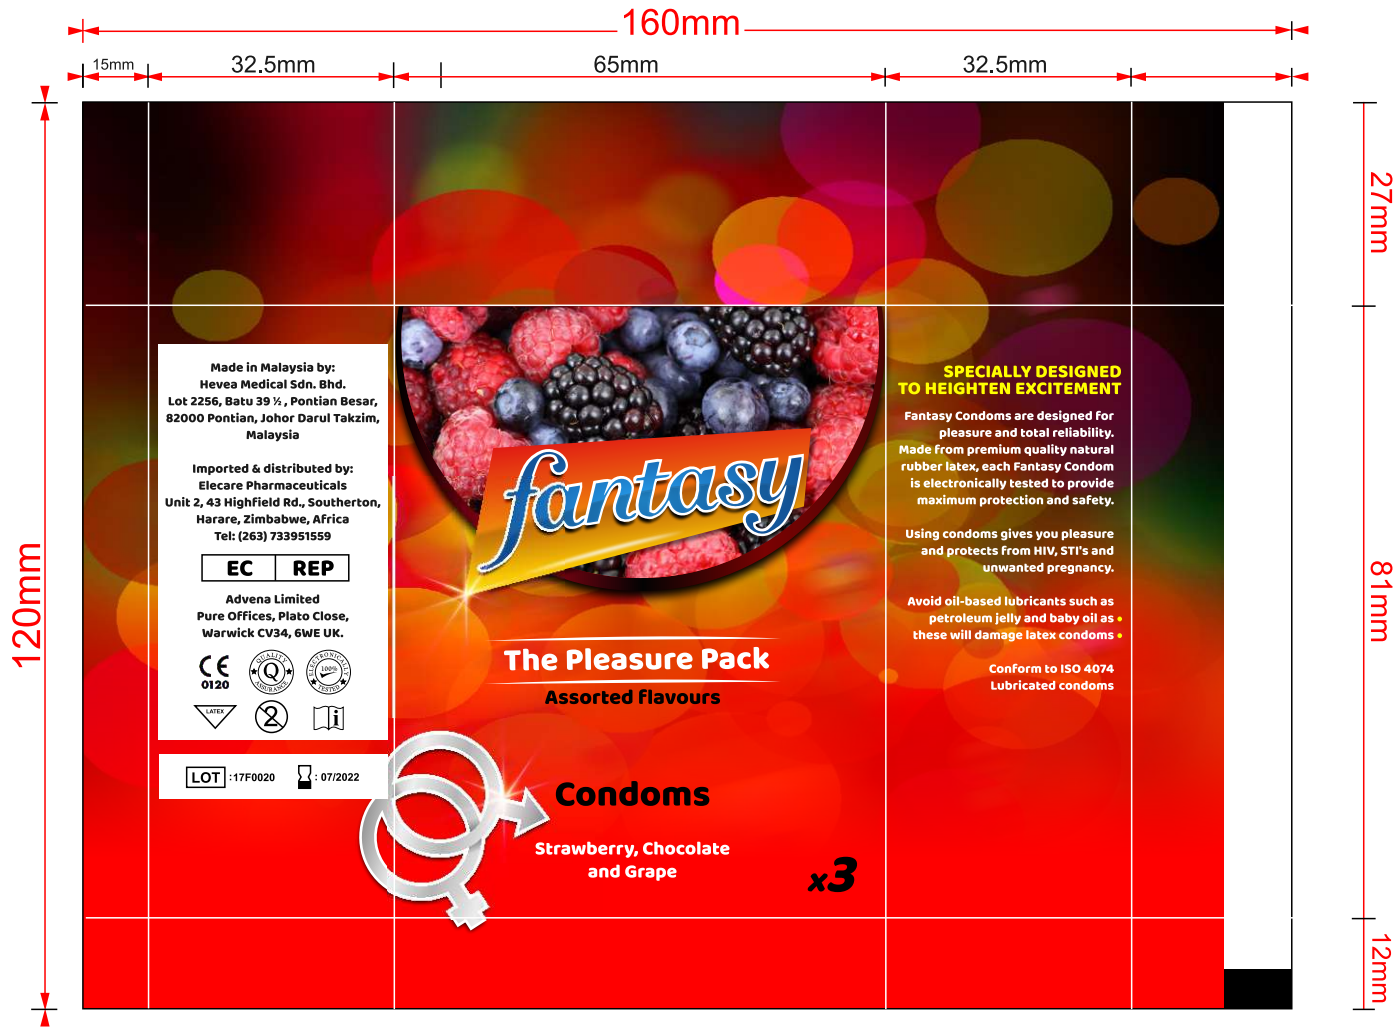 160mm
15mm
32.5mm
65mm
32.5mm
120mm
27mm
81mm
12mm
Made in Malaysia by:
Hevea Medical Sdn. Bhd.
Lot 2256, Batu 39 ½ , Pontian Besar,
82000 Pontian, Johor Darul Takzim,
Malaysia
Imported & distributed by:
Elecare Pharmaceuticals
Unit 2, 43 Highfield Rd., Southerton,
Harare, Zimbabwe, Africa
Tel: (263) 733951559
EC REP
Advena Limited
Pure Offices, Plato Close,
Warwick CV34, 6WE UK.
CE
0120
QUALITY
Q
ASSURANCE
ELECTRONICALLY
100%
TESTED
LATEX
2
i
LOT :17F0020
: 07/2022
fantasy
The Pleasure Pack
Assorted flavours
Condoms
Strawberry, Chocolate
and Grape
x3
SPECIALLY DESIGNED
TO HEIGHTEN EXCITEMENT
Fantasy Condoms are designed for
pleasure and total reliability.
Made from premium quality natural
rubber latex, each Fantasy Condom
is electronically tested to provide
maximum protection and safety.
Using condoms gives you pleasure
and protects from HIV, STI's and
unwanted pregnancy.
Avoid oil-based lubricants such as
petroleum jelly and baby oil as •
these will damage latex condoms •
Conform to ISO 4074
Lubricated condoms